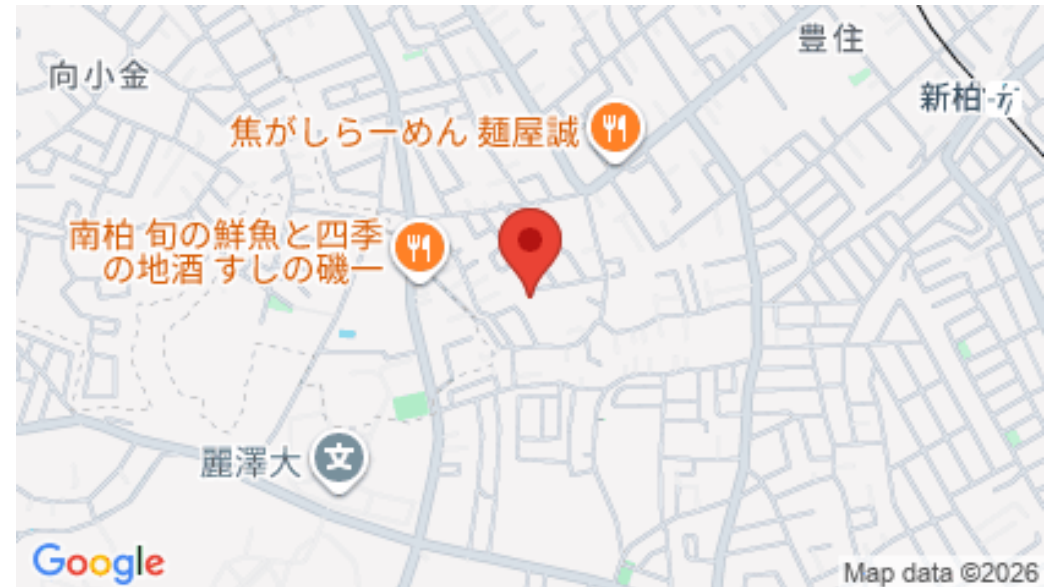 豊住
向小金
新柏
焦がしらーめん 麺屋誠
南柏 旬の鮮魚と四季
の地酒 すしの磯一
麗澤大
文
Google
Map data ©2026